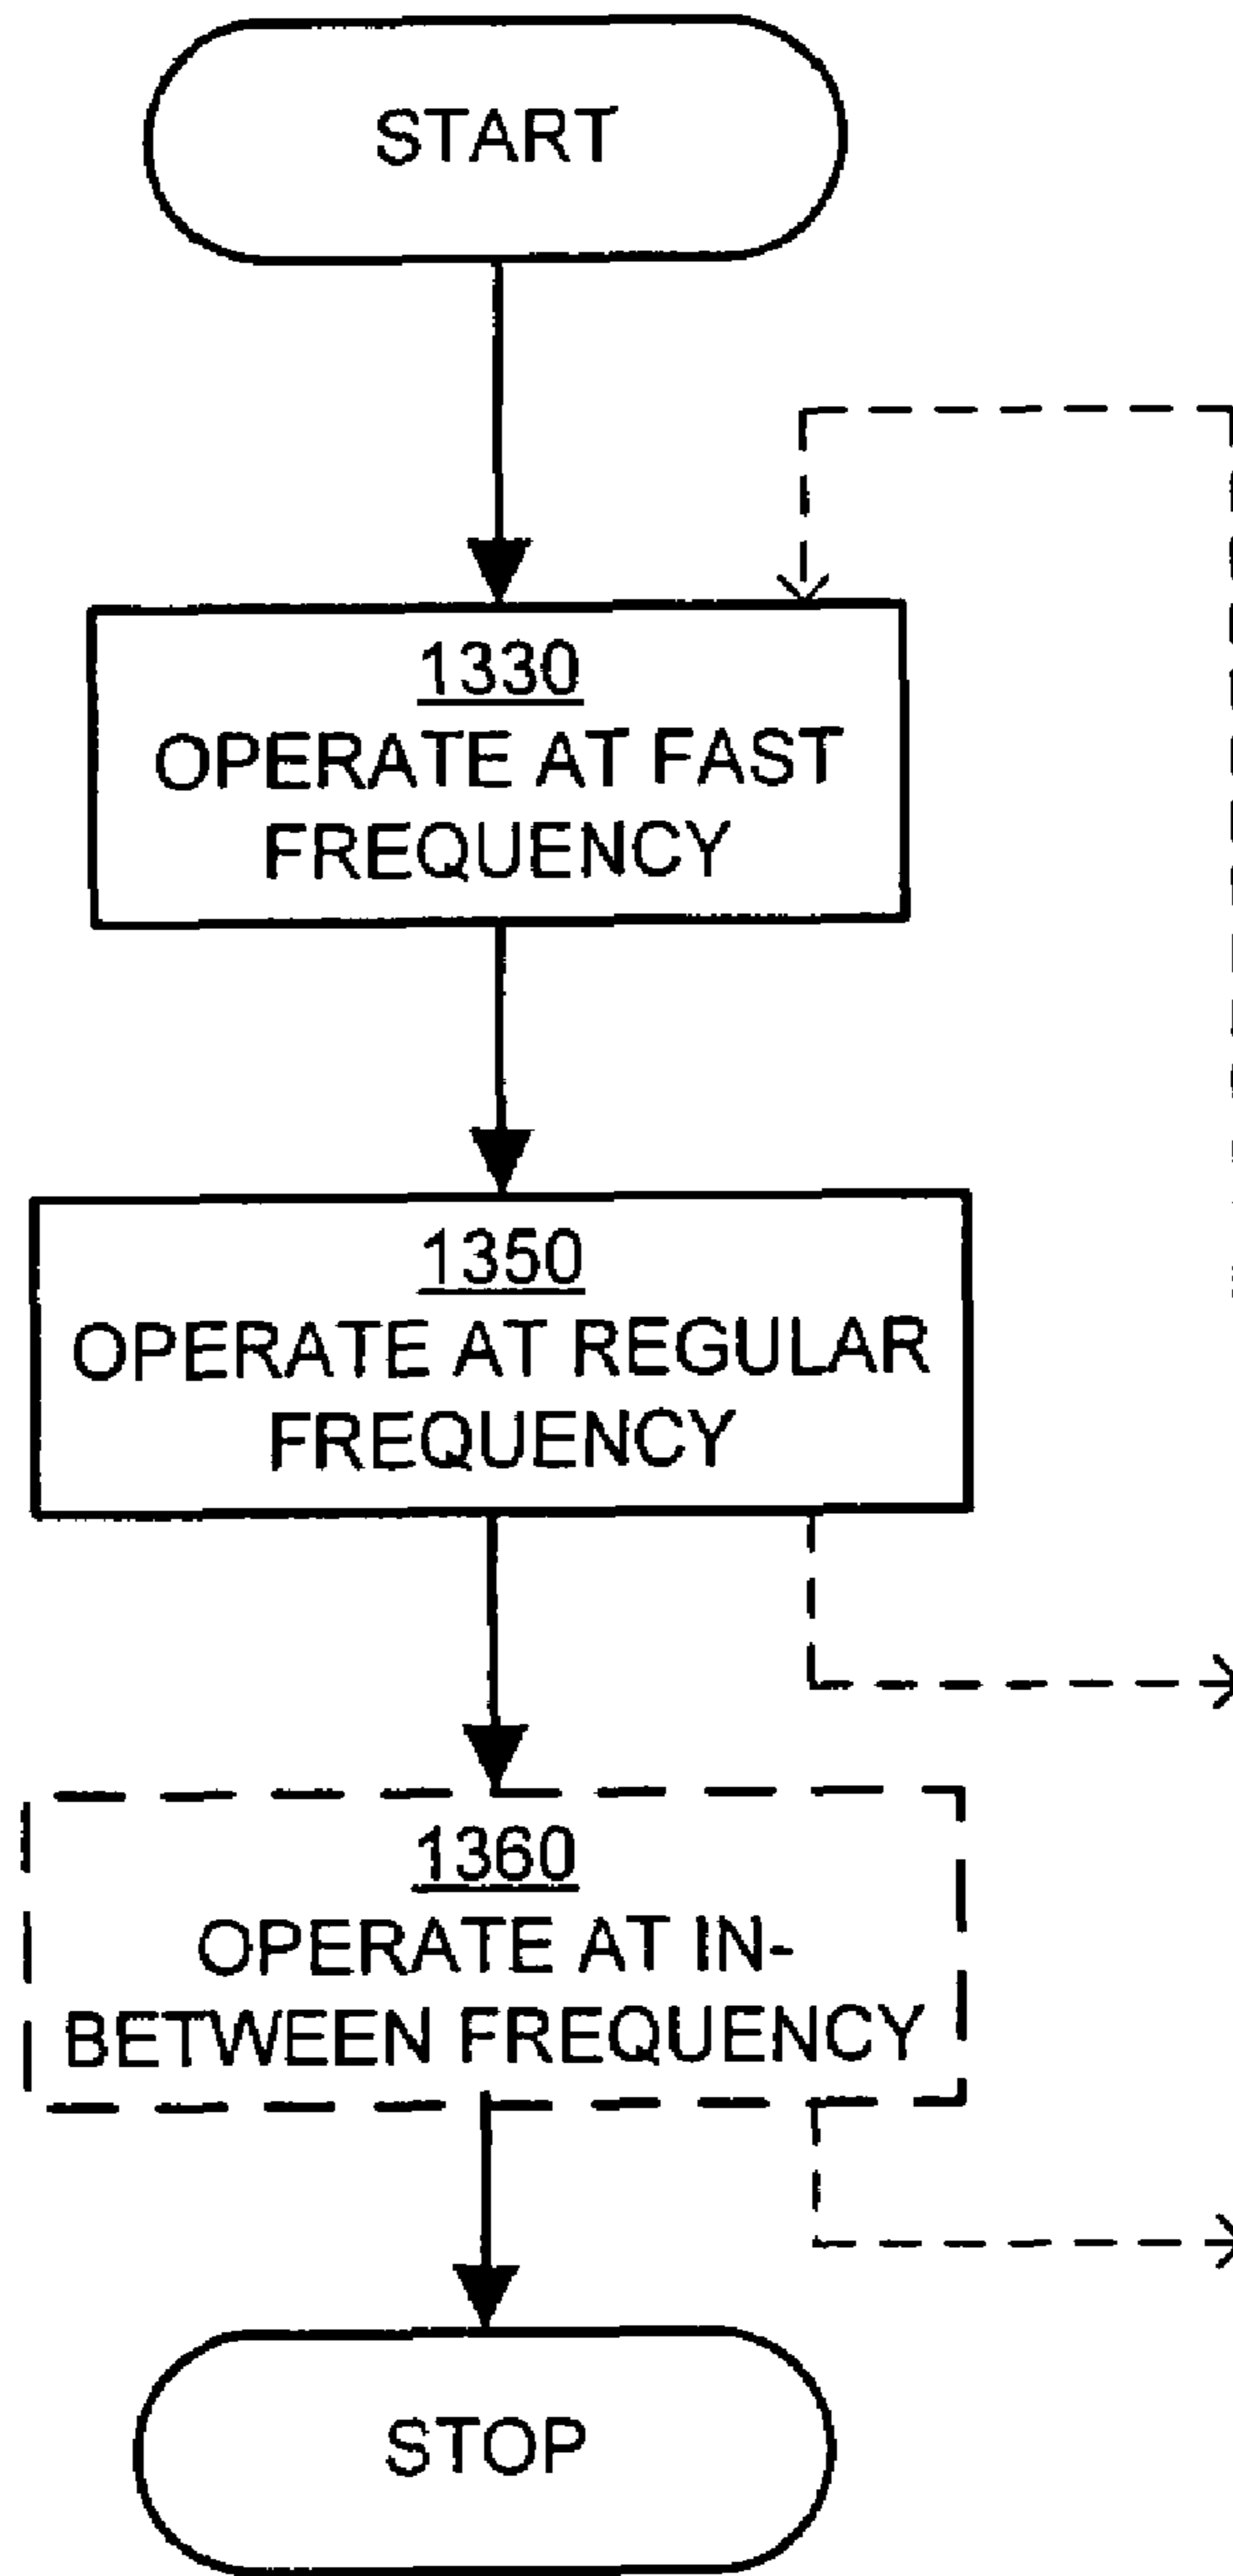 START
1330
OPERATE AT FAST
FREQUENCY
1350
OPERATE AT REGULAR
FREQUENCY
1360
OPERATE AT IN-
BETWEEN FREQUENCY
STOP